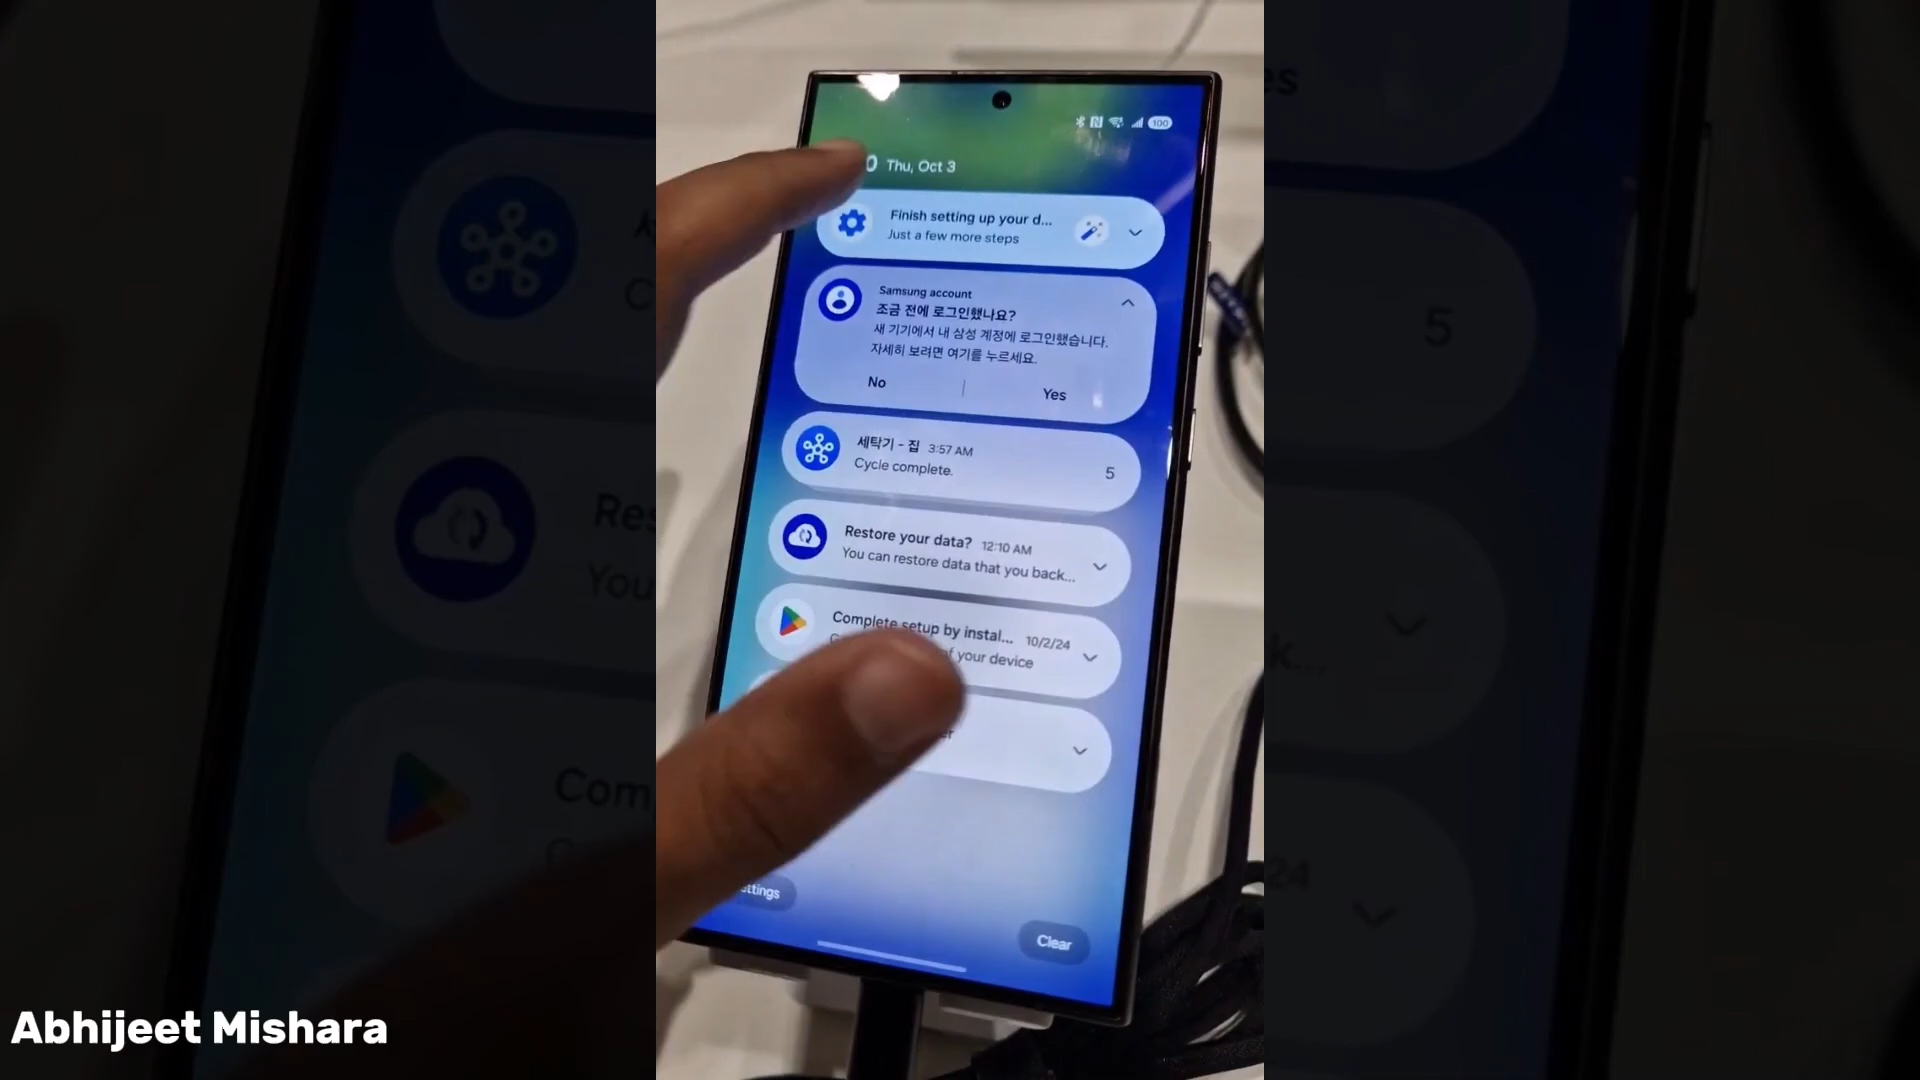 100
Thu, Oct 3
Finish setting up your d...
Just a few more steps
Samsung account
조금 전에 로그인했나요?
새 기기에서 내 삼성 계정에 로그인했습니다.
자세히 보려면 여기를 누르세요.
No
Yes
세탁기 - 집 3:57 AM
Cycle complete.
5
Restore your data? 12:10 AM
You can restore data that you back...
Complete setup by instal... 10/2/24
of your device
Clear
Abhijeet Mishara